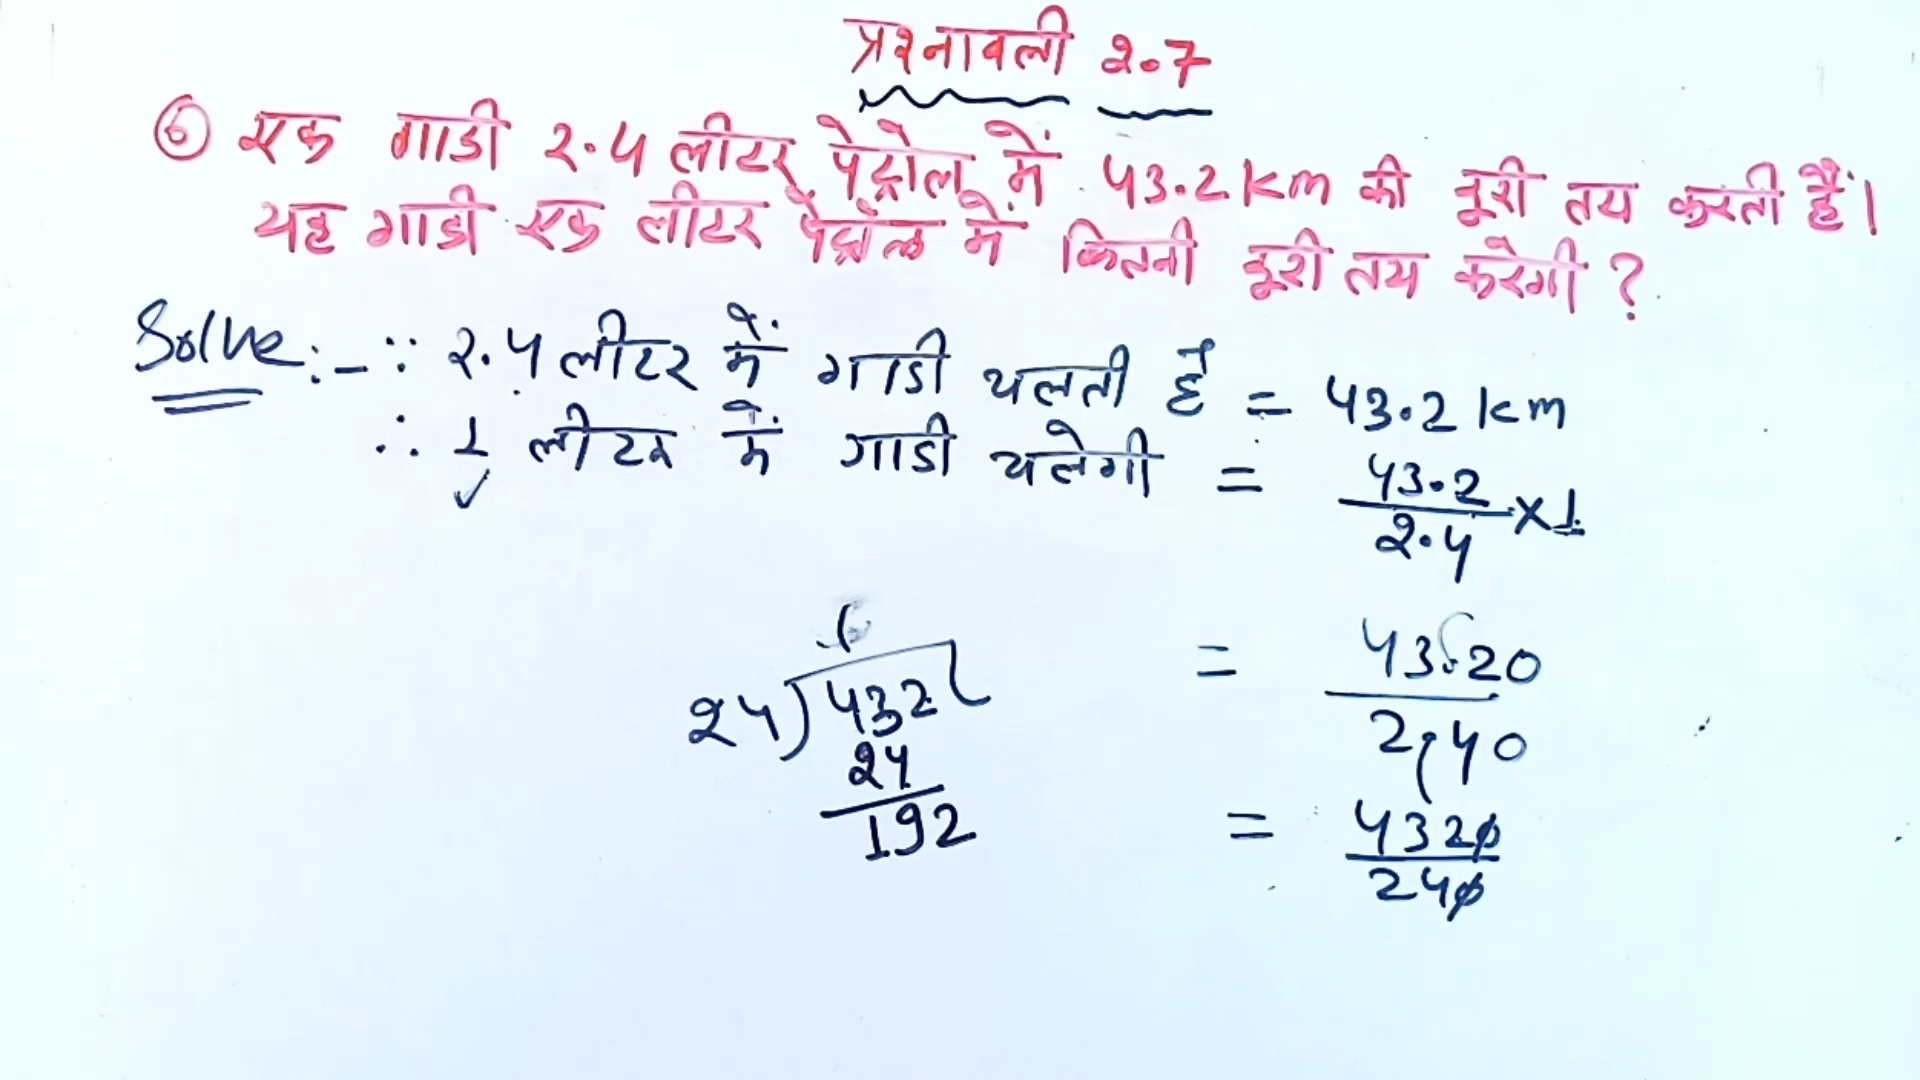 प्रश्नावली 2.7
⑥ एक गाडी 2.4 लीटर पेट्रोल में 43.2 km की दूरी तय करती हैं।
यह गाडी एक लीटर पेट्रोल में कितनी दूरी तय करेगी ?
Solve:- ∵ 2.4 लीटर में गाडी चलती है = 43.2 km
∴ 1 लीटर में गाडी चलेगी = 43.2/2.4 × 1
= 43.20/2.40
= 4320/240
24) 432 (
24
192